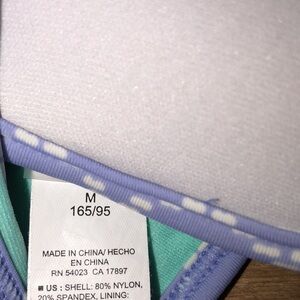 M
165/95
MADE IN CHINA/ HECHO
EN CHINA
RN 54023 CA 17897
■ US : SHELL: 80% NYLON,
20% SPANDEX, LINING: